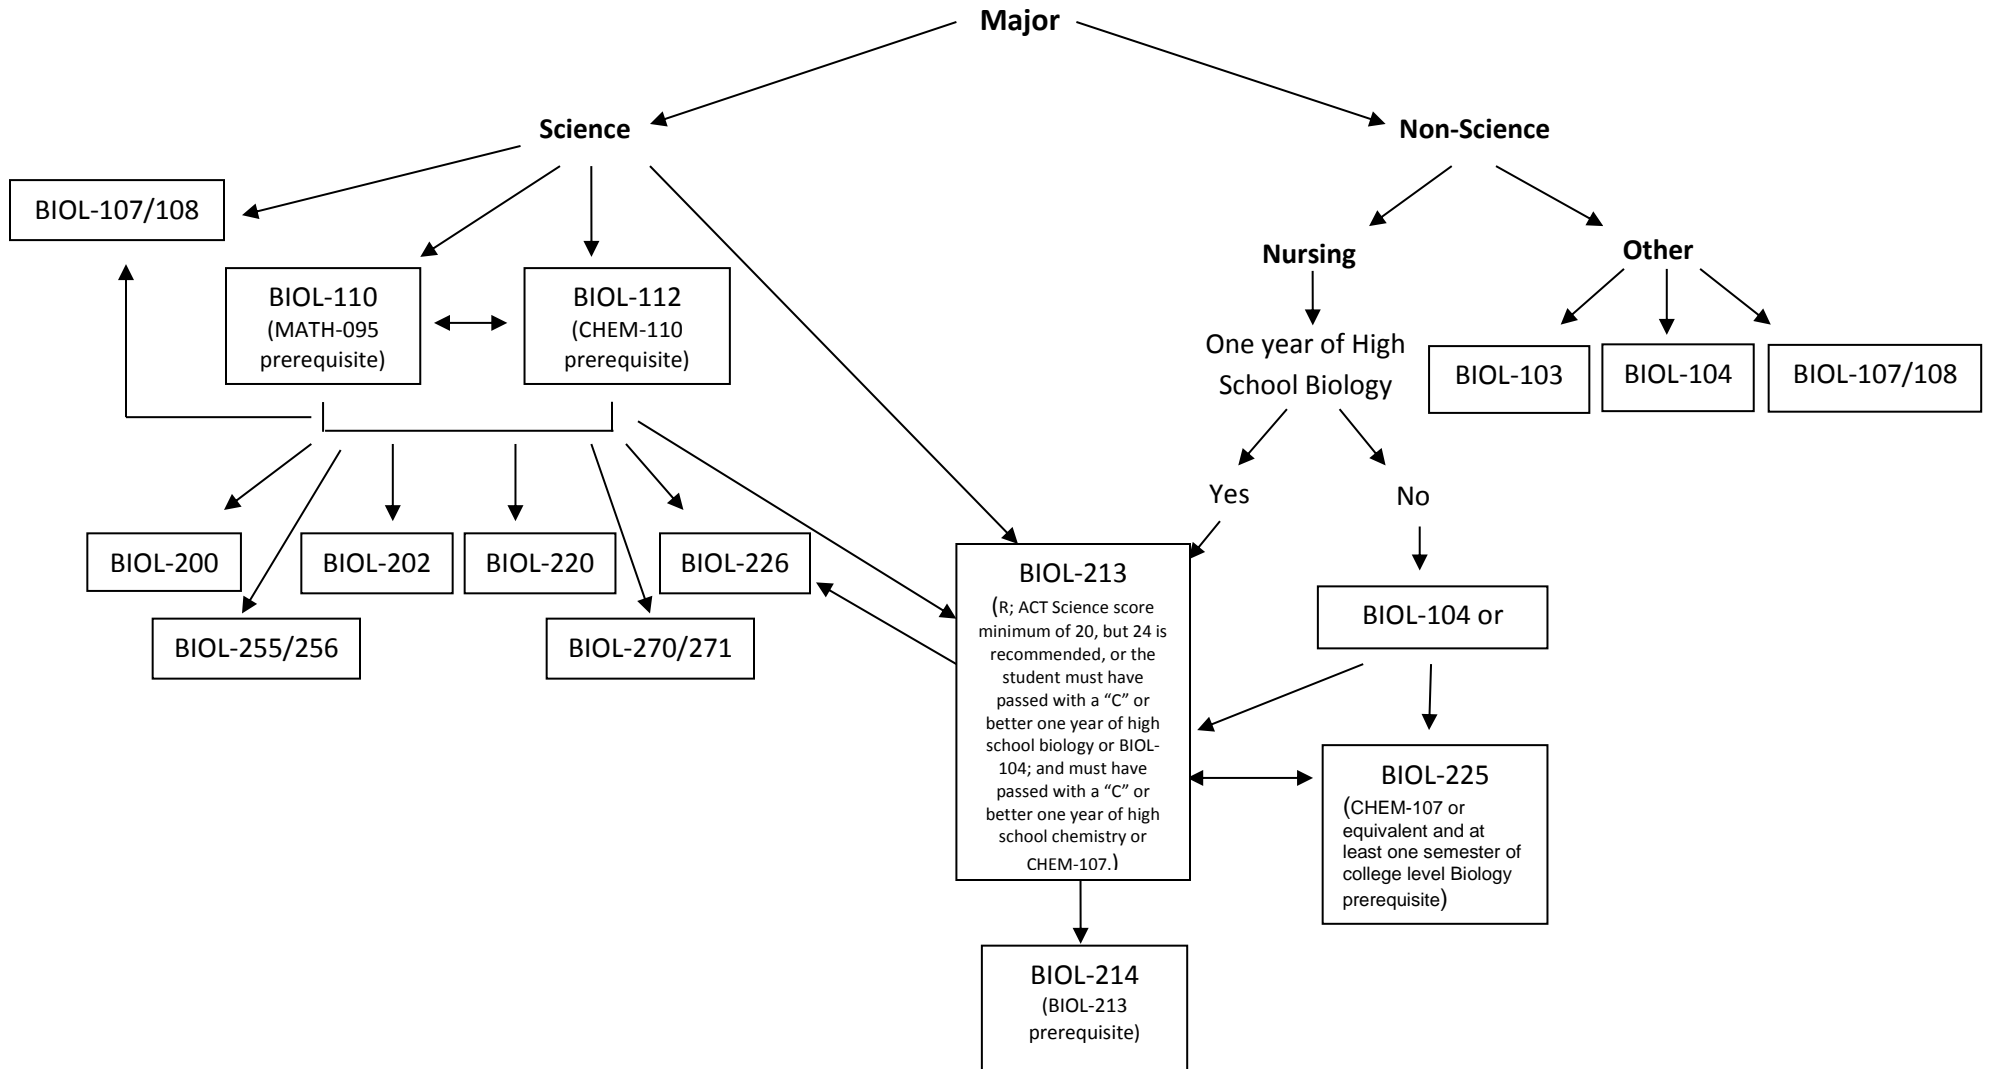 Major
Science
Non-Science
BIOL-107/108
Nursing
Other
BIOL-110
(MATH-095
prerequisite)
BIOL-112
(CHEM-110
prerequisite)
One year of High
School Biology
BIOL-103
BIOL-104
BIOL-107/108
Yes
No
BIOL-200
BIOL-202
BIOL-220
BIOL-226
BIOL-255/256
BIOL-270/271
BIOL-213
(R; ACT Science score
minimum of 20, but 24 is
recommended, or the
student must have
passed with a “C” or
better one year of high
school biology or BIOL-
104; and must have
passed with a “C” or
better one year of high
school chemistry or
CHEM-107.)
BIOL-104 or
BIOL-225
(CHEM-107 or
equivalent and at
least one semester of
college level Biology
prerequisite)
BIOL-214
(BIOL-213
prerequisite)